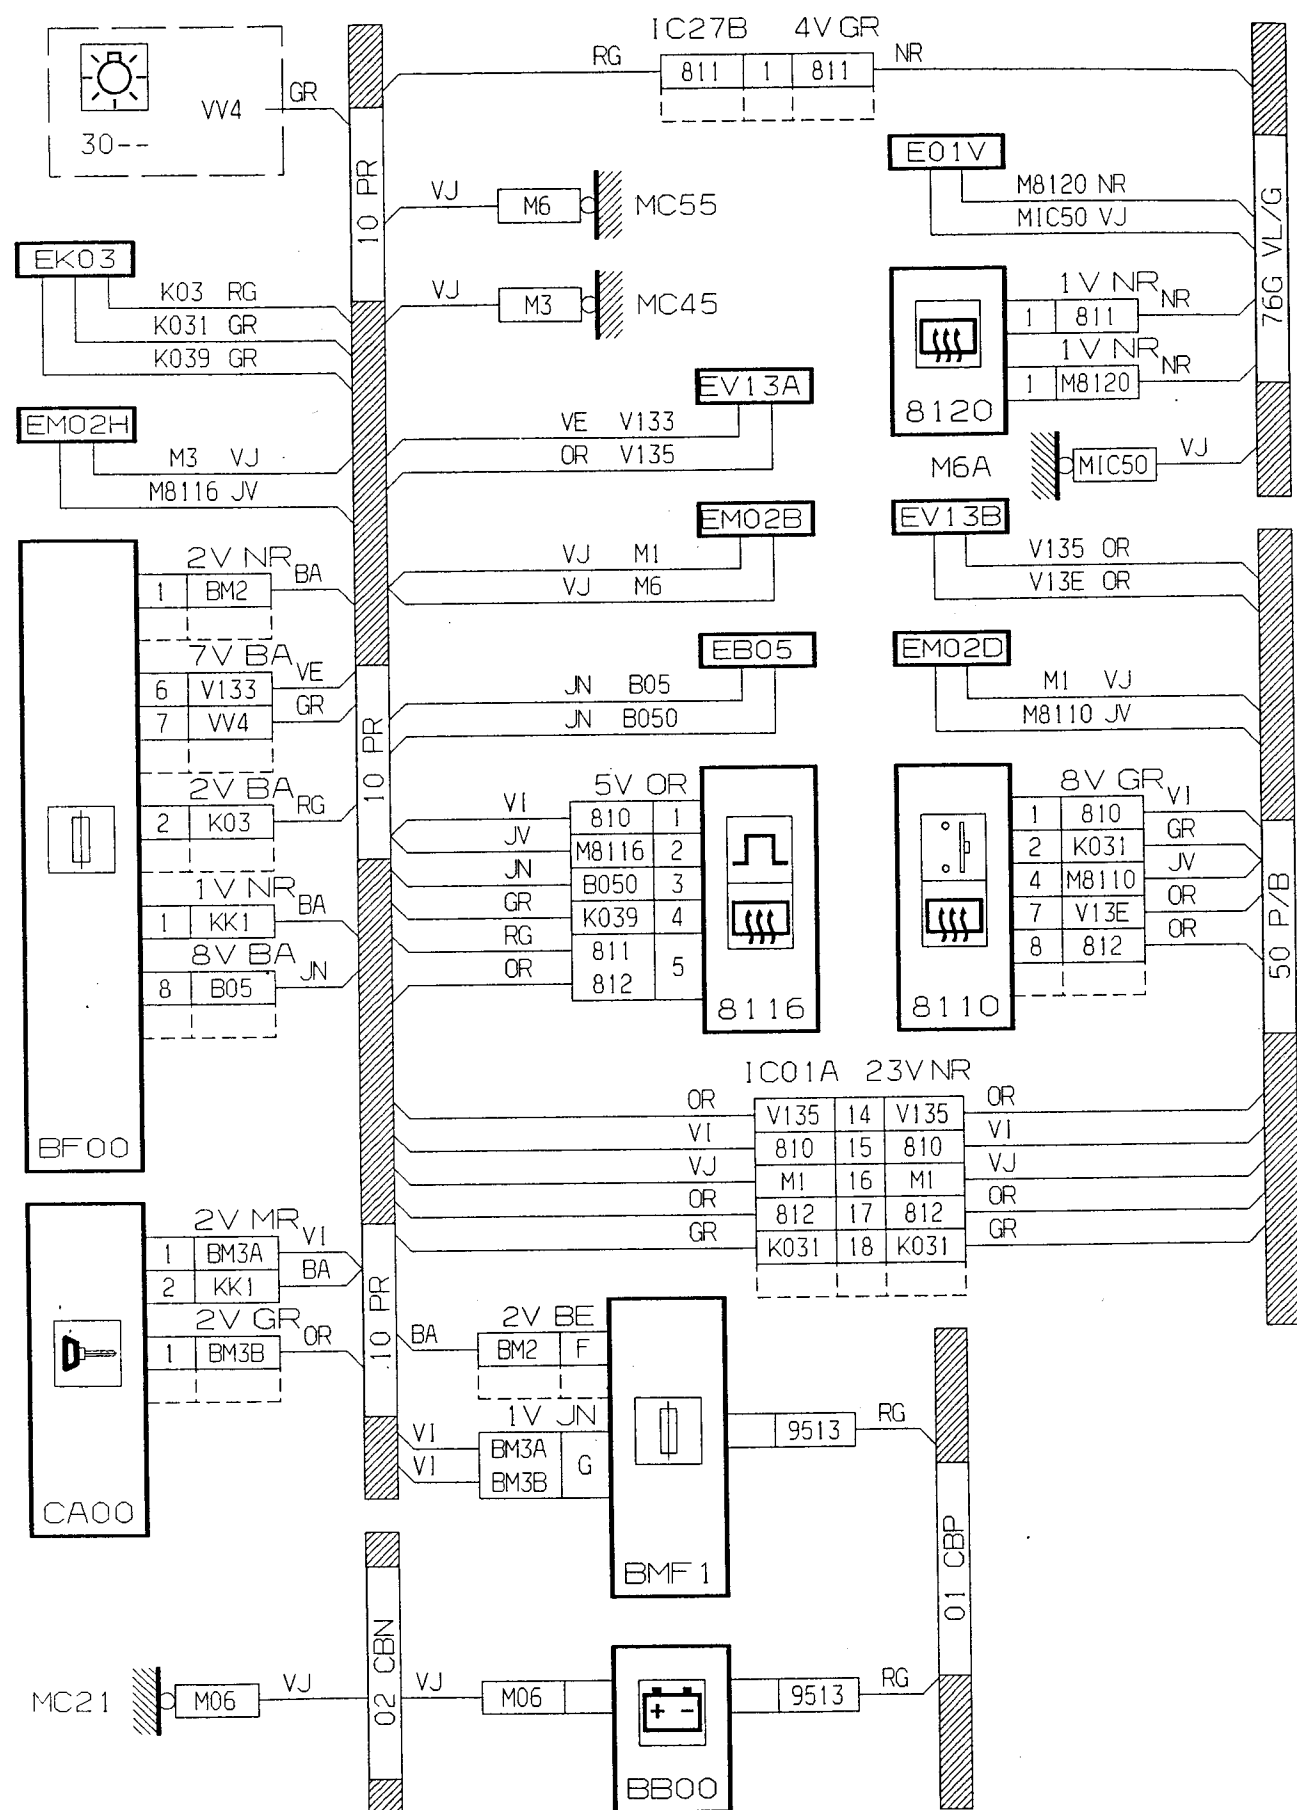 IC27B 4V GR
RG 811 1 811 NR
VV4 GR
30--
10 PR
E01V
M8120 NR
MIC50 VJ
VJ M6 MC55
76G VL/G
EK03
K03 RG
K031 GR
K039 GR
VJ M3 MC45
8120
1V NR
1 811 NR
1V NR
1 M8120 NR
EV13A
VE V133
OR V135
EM02H
M3 VJ
M8116 JV
M6A MIC50 VJ
EM02B
VJ M1
VJ M6
EV13B
V135 OR
V13E OR
BF00
2V NR
1 BM2 BA
7V BA
6 V133 VE
7 VV4 GR
2V BA
2 K03 RG
1V NR
1 KK1 BA
8V BA
8 B05 JN
10 PR
EB05
JN B05
JN B050
EM02D
M1 VJ
M8110 JV
5V OR
VI 810 1
JV M8116 2
JN B050 3
GR K039 4
RG 811 5
OR 812
8116
8V GR
1 810 VI
2 K031 GR
4 M8110 JV
7 V13E OR
8 812 OR
8110
50 P/B
IC01A 23V NR
OR V135 14 V135 OR
VI 810 15 810 VI
VJ M1 16 M1 VJ
OR 812 17 812 OR
GR K031 18 K031 GR
CA00
2V MR
1 BM3A VI
2 KK1 BA
2V GR
1 BM3B OR
10 PR
2V BE
BA BM2 F
1V JN
VI BM3A G
VI BM3B
BMF1
9513 RG
01 CBP
02 CBN
MC21 M06 VJ
VJ M06
BB00
9513 RG